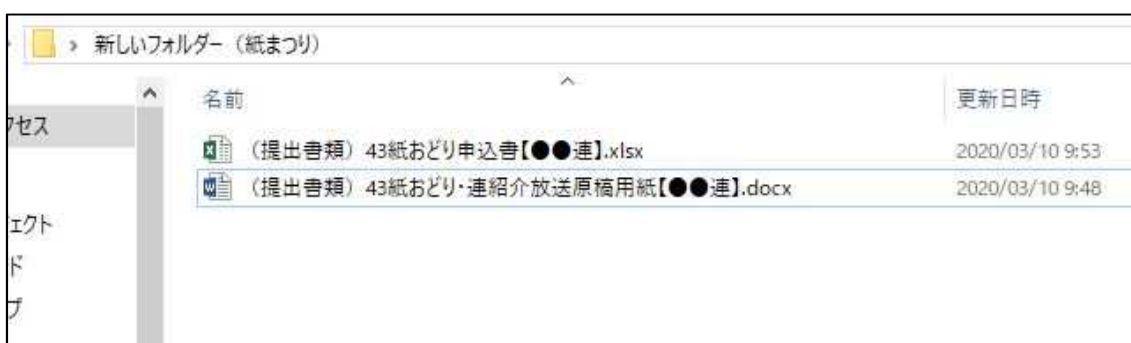 新しいフォルダー（紙まつり）
名前 更新日時
クセス
（提出書類）43紙おどり申込書【●●連】.xlsx 2020/03/10 9:53
（提出書類）43紙おどり・連紹介放送原稿用紙【●●連】.docx 2020/03/10 9:48
ェクト
ド
プ